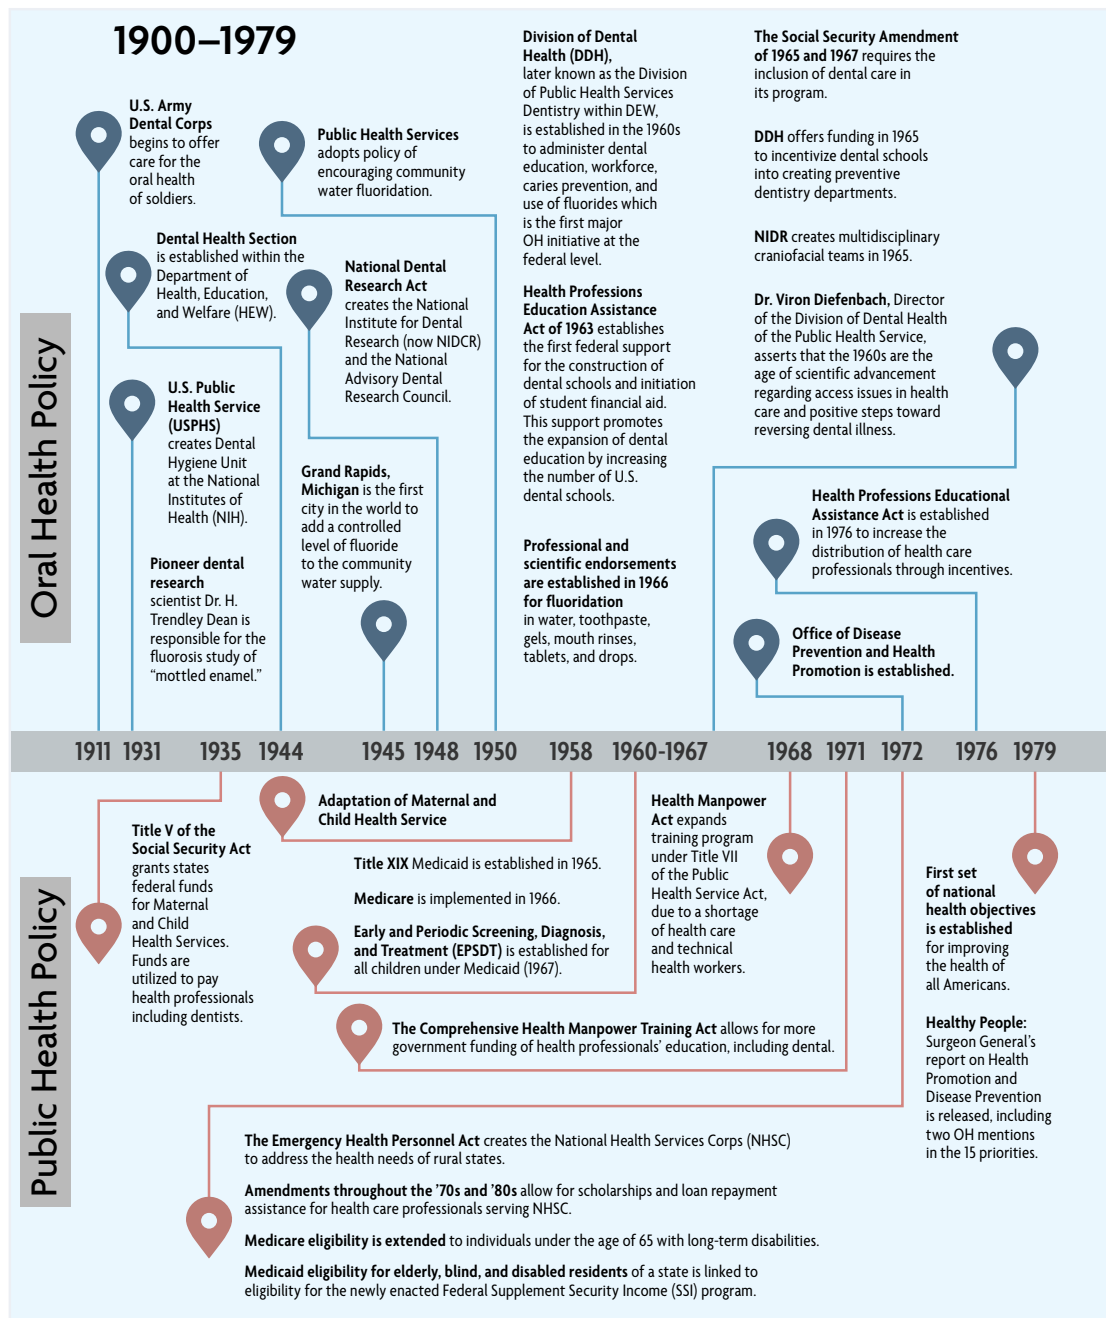 1900–1979
U.S. Army
Dental Corps
begins to offer
care for the
oral health
of soldiers.
Public Health Services
adopts policy of
encouraging community
water fluoridation.
Dental Health Section
is established within the
Department of
Health, Education,
and Welfare (HEW).
National Dental
Research Act
creates the National
Institute for Dental
Research (now NIDCR)
and the National
Advisory Dental
Research Council.
U.S. Public
Health Service
(USPHS)
creates Dental
Hygiene Unit
at the National
Institutes of
Health (NIH).
Grand Rapids,
Michigan is the first
city in the world to
add a controlled
level of fluoride
to the community
water supply.
Pioneer dental
research
scientist Dr. H.
Trendley Dean is
responsible for the
fluorosis study of
“mottled enamel.”
Division of Dental
Health (DDH),
later known as the Division
of Public Health Services
Dentistry within DEW,
is established in the 1960s
to administer dental
education, workforce,
caries prevention, and
use of fluorides which
is the first major
OH initiative at the
federal level.
Health Professions
Education Assistance
Act of 1963 establishes
the first federal support
for the construction of
dental schools and initiation
of student financial aid.
This support promotes
the expansion of dental
education by increasing
the number of U.S.
dental schools.
Professional and
scientific endorsements
are established in 1966
for fluoridation
in water, toothpaste,
gels, mouth rinses,
tablets, and drops.
The Social Security Amendment
of 1965 and 1967 requires the
inclusion of dental care in
its program.
DDH offers funding in 1965
to incentivize dental schools
into creating preventive
dentistry departments.
NIDR creates multidisciplinary
craniofacial teams in 1965.
Dr. Viron Diefenbach, Director
of the Division of Dental Health
of the Public Health Service,
asserts that the 1960s are the
age of scientific advancement
regarding access issues in health
care and positive steps toward
reversing dental illness.
Health Professions Educational
Assistance Act is established
in 1976 to increase the
distribution of health care
professionals through incentives.
Office of Disease
Prevention and Health
Promotion is established.
Oral Health Policy
1911 1931 1935 1944 1945 1948 1950 1958 1960-1967 1968 1971 1972 1976 1979
Public Health Policy
Title V of the
Social Security Act
grants states
federal funds
for Maternal
and Child
Health Services.
Funds are
utilized to pay
health professionals
including dentists.
Adaptation of Maternal and
Child Health Service
Title XIX Medicaid is established in 1965.
Medicare is implemented in 1966.
Early and Periodic Screening, Diagnosis,
and Treatment (EPSDT) is established for
all children under Medicaid (1967).
Health Manpower
Act expands
training program
under Title VII
of the Public
Health Service Act,
due to a shortage
of health care
and technical
health workers.
The Comprehensive Health Manpower Training Act allows for more
government funding of health professionals’ education, including dental.
The Emergency Health Personnel Act creates the National Health Services Corps (NHSC)
to address the health needs of rural states.
Amendments throughout the ’70s and ’80s allow for scholarships and loan repayment
assistance for health care professionals serving NHSC.
Medicare eligibility is extended to individuals under the age of 65 with long-term disabilities.
Medicaid eligibility for elderly, blind, and disabled residents of a state is linked to
eligibility for the newly enacted Federal Supplement Security Income (SSI) program.
First set
of national
health objectives
is established
for improving
the health of
all Americans.
Healthy People:
Surgeon General’s
report on Health
Promotion and
Disease Prevention
is released, including
two OH mentions
in the 15 priorities.